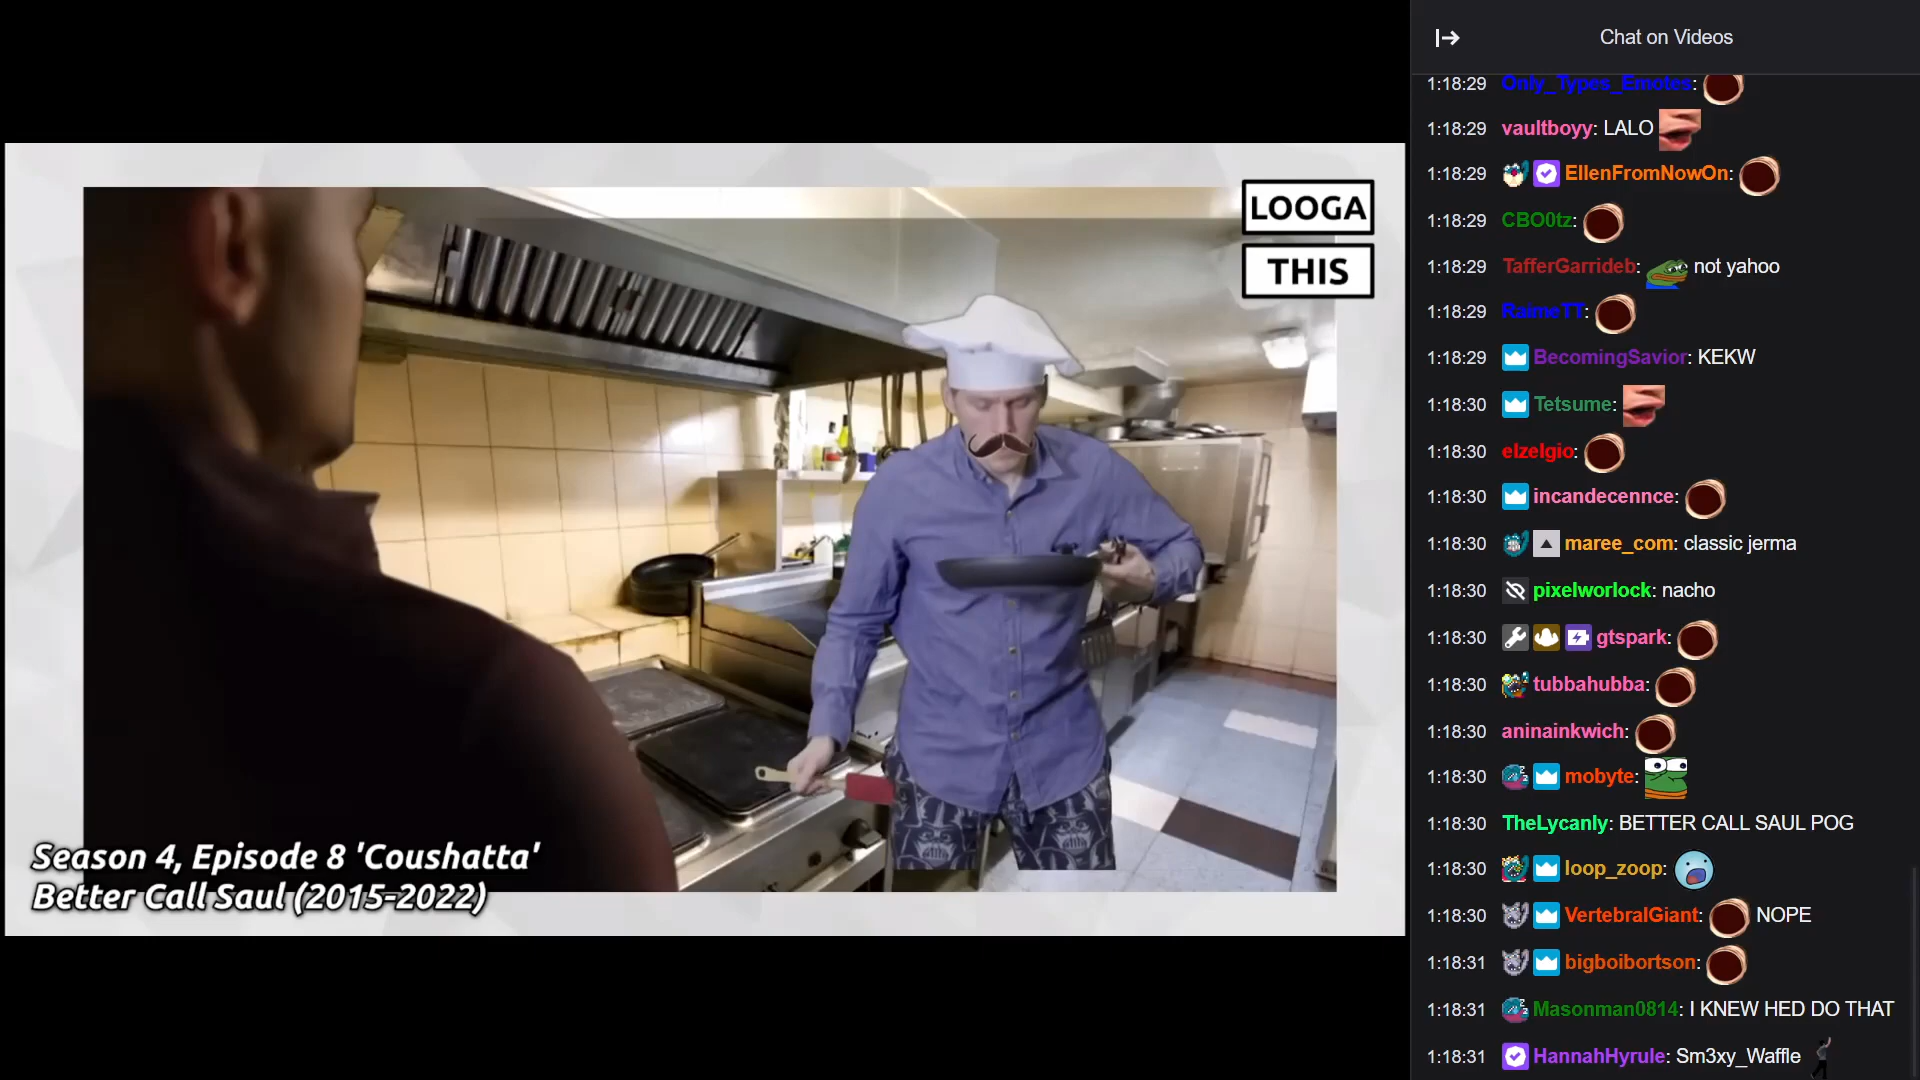 LOOGA
THIS
Season 4, Episode 8 'Coushatta'
Better Call Saul (2015-2022)
Chat on Videos
1:18:29 Only_Types_Emotes:
1:18:29 vaultboyy: LALO
1:18:29 EllenFromNowOn:
1:18:29 CBO0tz:
1:18:29 TafferGarrideb: not yahoo
1:18:29 RaimeTT:
1:18:29 BecomingSavior: KEKW
1:18:30 Tetsume:
1:18:30 elzelgio:
1:18:30 incandecennce:
1:18:30 maree_com: classic jerma
1:18:30 pixelworlock: nacho
1:18:30 gtspark:
1:18:30 tubbahubba:
1:18:30 aninainkwich:
1:18:30 mobyte:
1:18:30 TheLycanly: BETTER CALL SAUL POG
1:18:30 loop_zoop:
1:18:30 VertebralGiant: NOPE
1:18:31 bigboibortson:
1:18:31 Masonman0814: I KNEW HED DO THAT
1:18:31 HannahHyrule: Sm3xy_Waffle